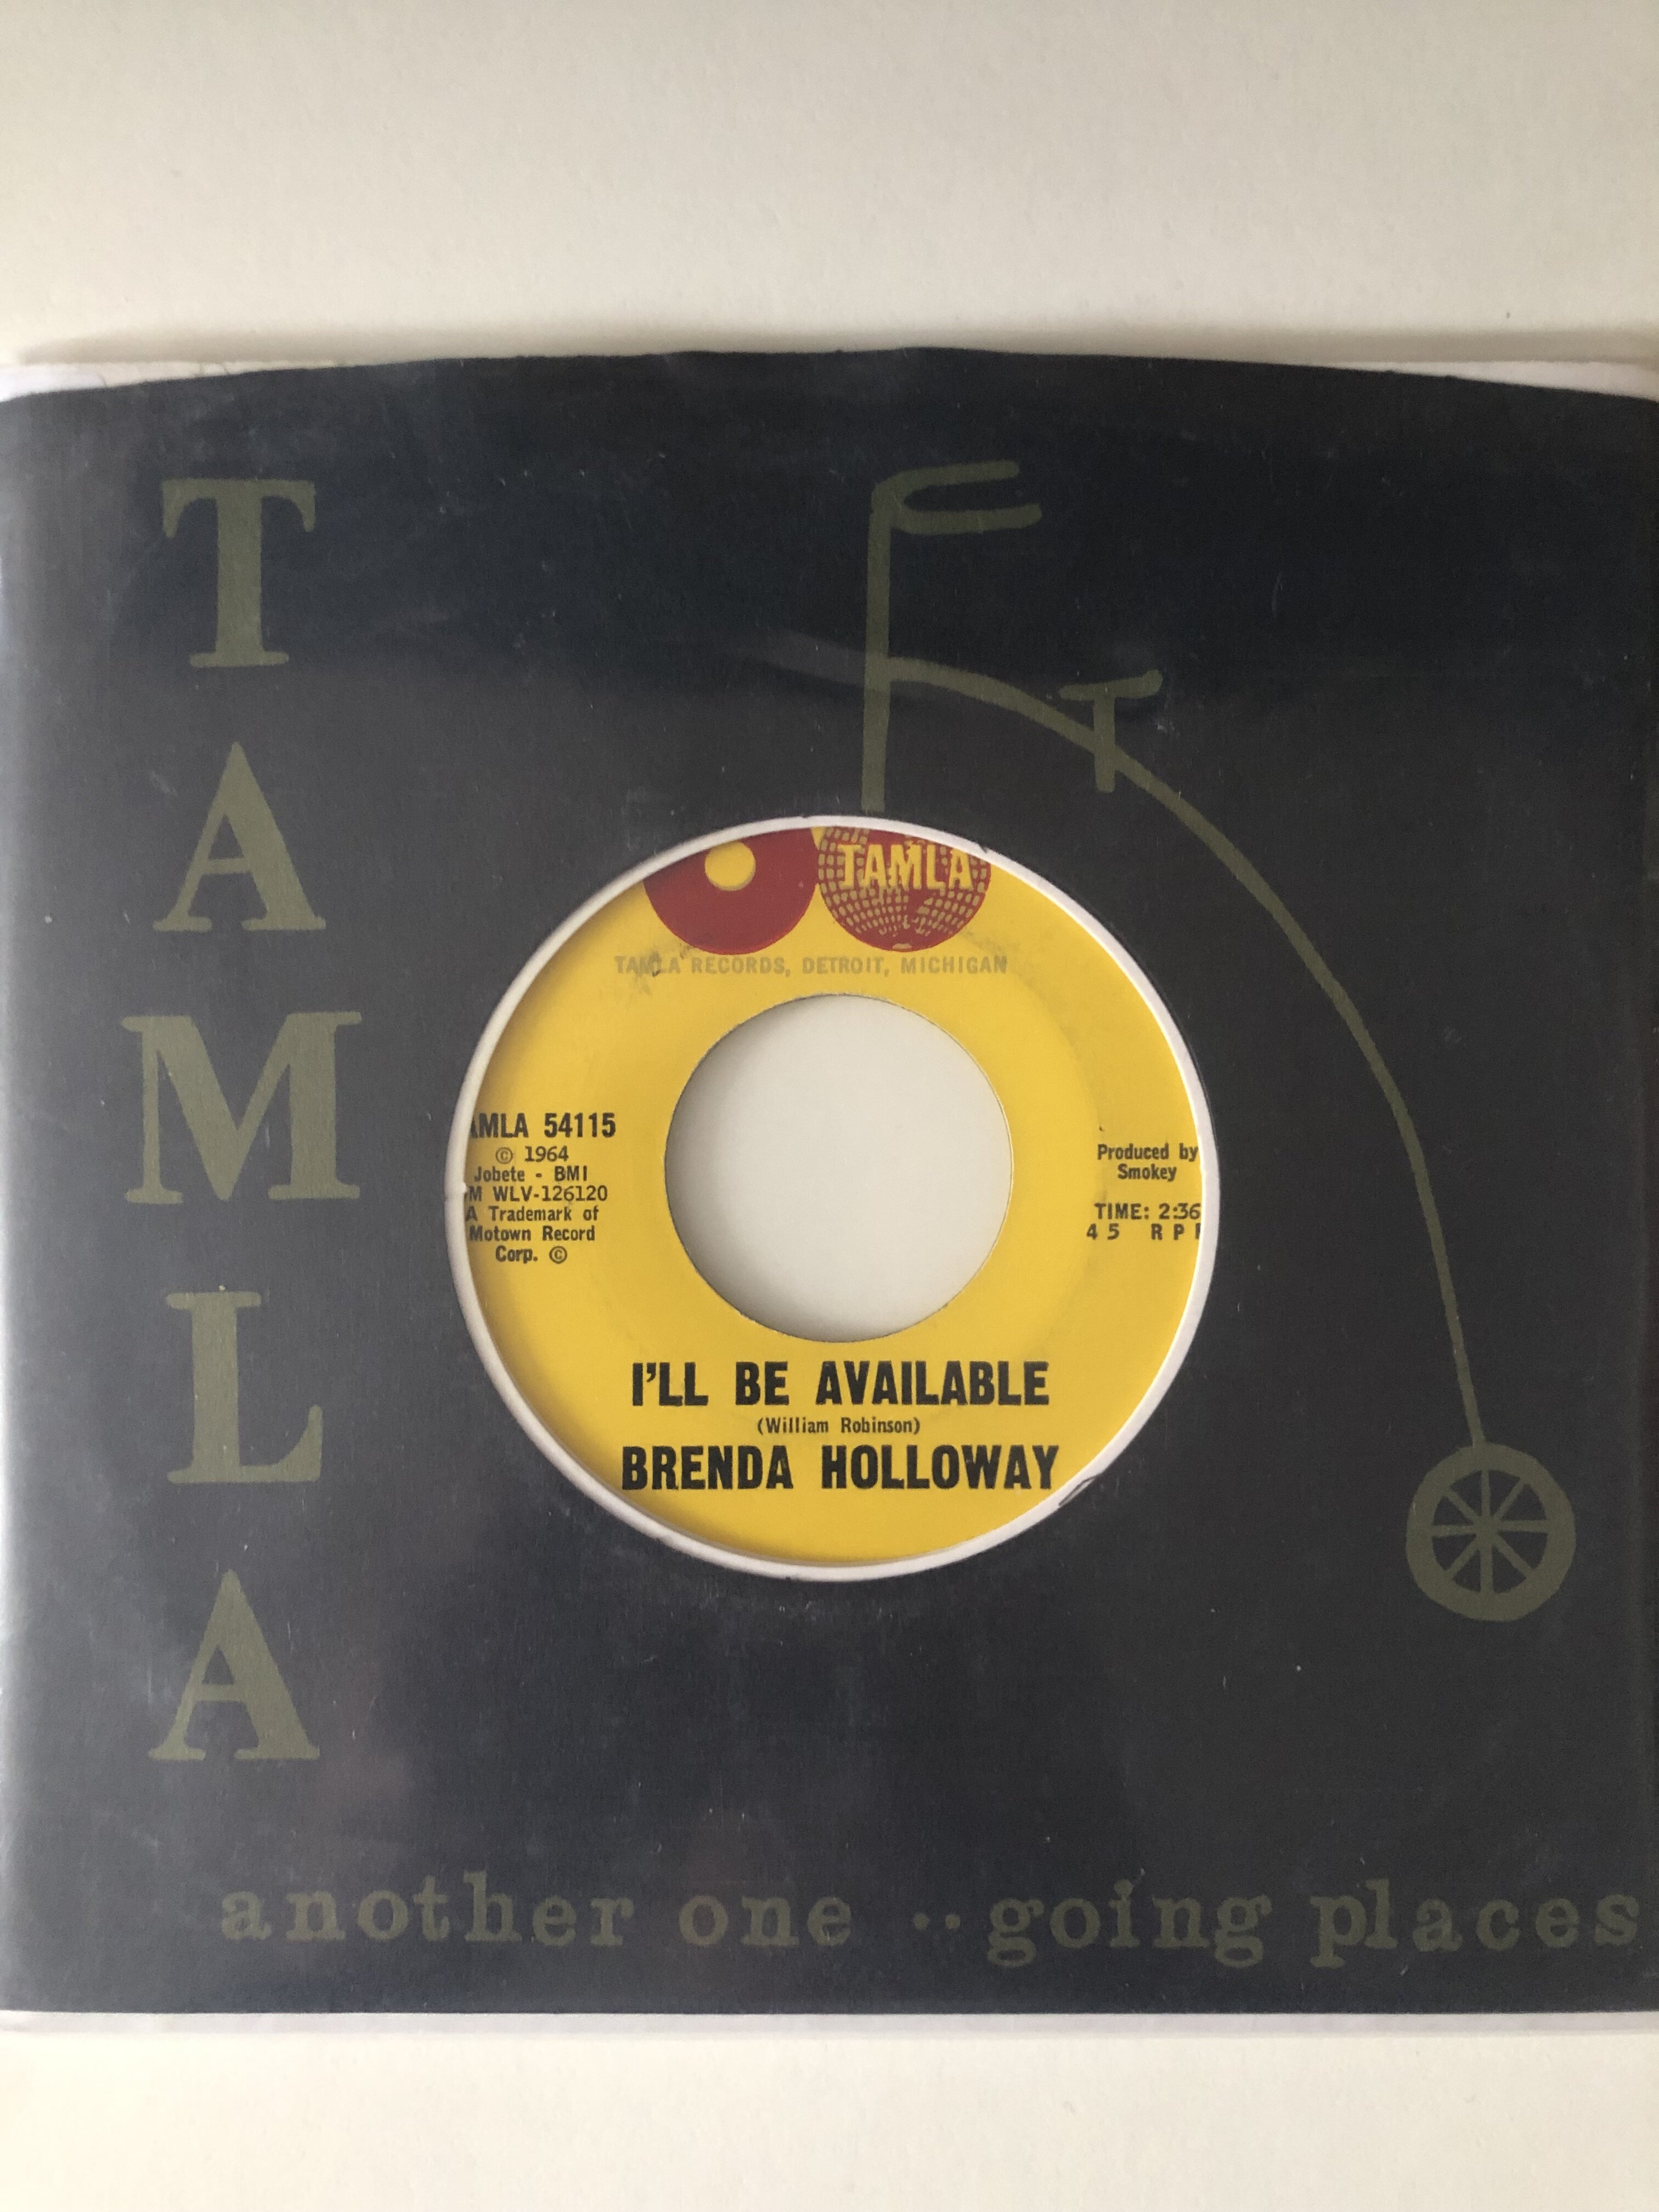 T
A
M
L
A
TAMLA
TAMLA RECORDS, DETROIT, MICHIGAN
AMLA 54115
© 1964
Jobete - BMI
M WLV-126120
A Trademark of
Motown Record
Corp. ©
Produced by
Smokey
TIME: 2:36
45 RP
I'LL BE AVAILABLE
(William Robinson)
BRENDA HOLLOWAY
another one ..going places